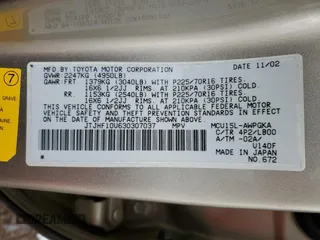 MFD. BY: TOYOTA MOTOR CORPORATION DATE: 11/02
GVWR 2247KG (4950LB)
GAWR FRT 1379KG (3040LB) WITH P225/70R16 TIRES,
16X6 1/2JJ RIMS, AT 210KPA (30PSI) COLD
RR. 1153KG (2540LB) WITH P225/70R16 TIRES,
16X6 1/2JJ RIMS, AT 210KPA (30PSI) COLD
THIS VEHICLE CONFORMS TO ALL APPLICABLE
FEDERAL MOTOR VEHICLE SAFETY AND
STANDARDS IN EFFECT ON THE DATE OF
MANUFACTURE SHOWN ABOVE.
JTJHF10U630307037 MPV MCU15L-AWPGKA
C/TR 4P2/LB00
A/TM -02A/
U140F
MADE IN JAPAN
NO.672
7